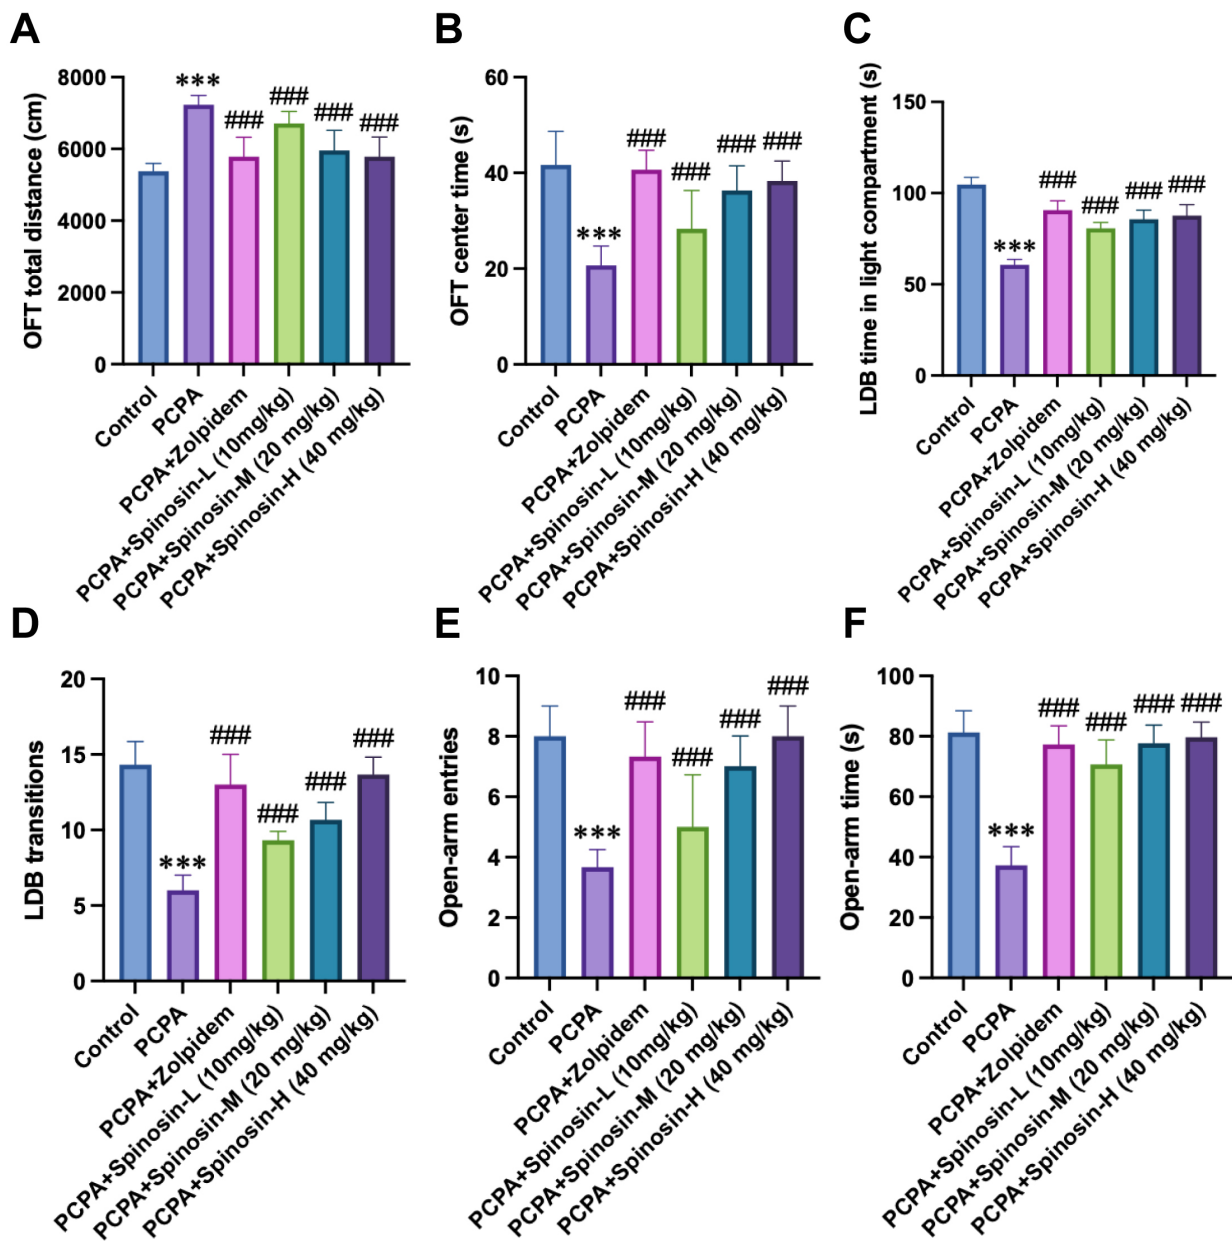 A
OFT total distance (cm)
8000
6000
4000
2000
0
***
###
###
###
###
Control
PCPA
PCPA+Zolpidem
PCPA+Spinosin-L (10mg/kg)
PCPA+Spinosin-M (20 mg/kg)
PCPA+Spinosin-H (40 mg/kg)
B
OFT center time (s)
60
40
20
0
***
###
###
###
###
Control
PCPA
PCPA+Zolpidem
PCPA+Spinosin-L (10mg/kg)
PCPA+Spinosin-M (20 mg/kg)
PCPA+Spinosin-H (40 mg/kg)
C
LDB time in light compartment (s)
150
100
50
0
***
###
###
###
###
Control
PCPA
PCPA+Zolpidem
PCPA+Spinosin-L (10mg/kg)
PCPA+Spinosin-M (20 mg/kg)
PCPA+Spinosin-H (40 mg/kg)
D
LDB transitions
20
15
10
5
0
***
###
###
###
###
Control
PCPA
PCPA+Zolpidem
PCPA+Spinosin-L (10mg/kg)
PCPA+Spinosin-M (20 mg/kg)
PCPA+Spinosin-H (40 mg/kg)
E
Open-arm entries
10
8
6
4
2
0
***
###
###
###
###
Control
PCPA
PCPA+Zolpidem
PCPA+Spinosin-L (10mg/kg)
PCPA+Spinosin-M (20 mg/kg)
PCPA+Spinosin-H (40 mg/kg)
F
Open-arm time (s)
100
80
60
40
20
0
***
###
###
###
###
Control
PCPA
PCPA+Zolpidem
PCPA+Spinosin-L (10mg/kg)
PCPA+Spinosin-M (20 mg/kg)
PCPA+Spinosin-H (40 mg/kg)